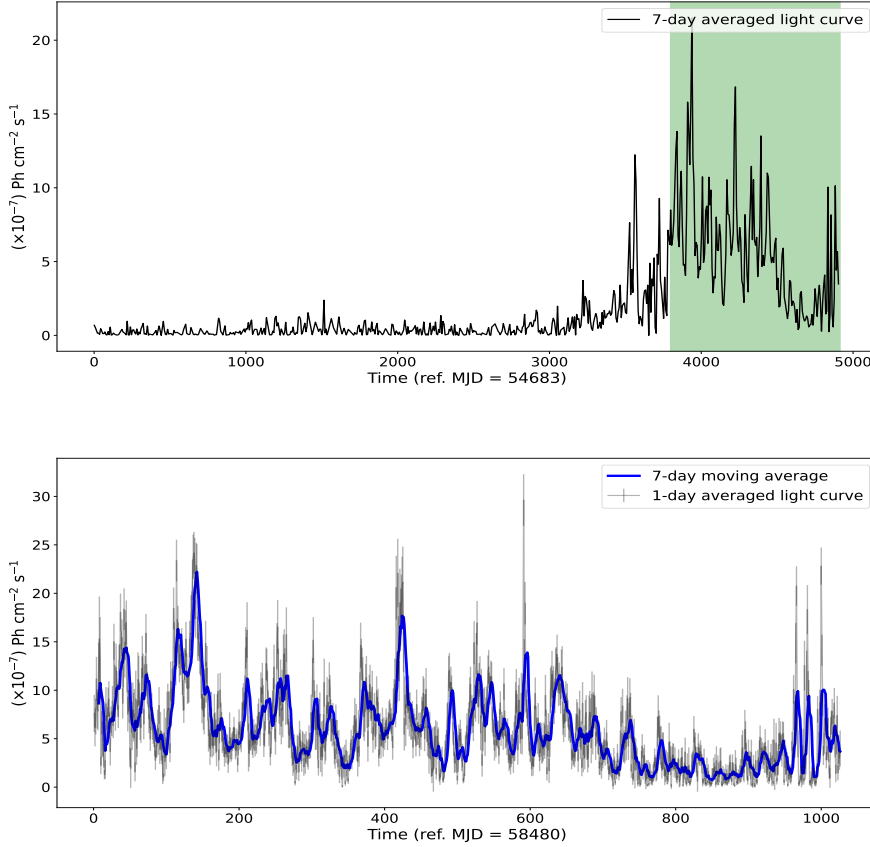 7-day averaged light curve
20
15
10
5
0
(×10⁻⁷) Ph cm⁻² s⁻¹
0 1000 2000 3000 4000 5000
Time (ref. MJD = 54683)
7-day moving average
1-day averaged light curve
30
25
20
15
10
5
0
(×10⁻⁷) Ph cm⁻² s⁻¹
0 200 400 600 800 1000
Time (ref. MJD = 58480)